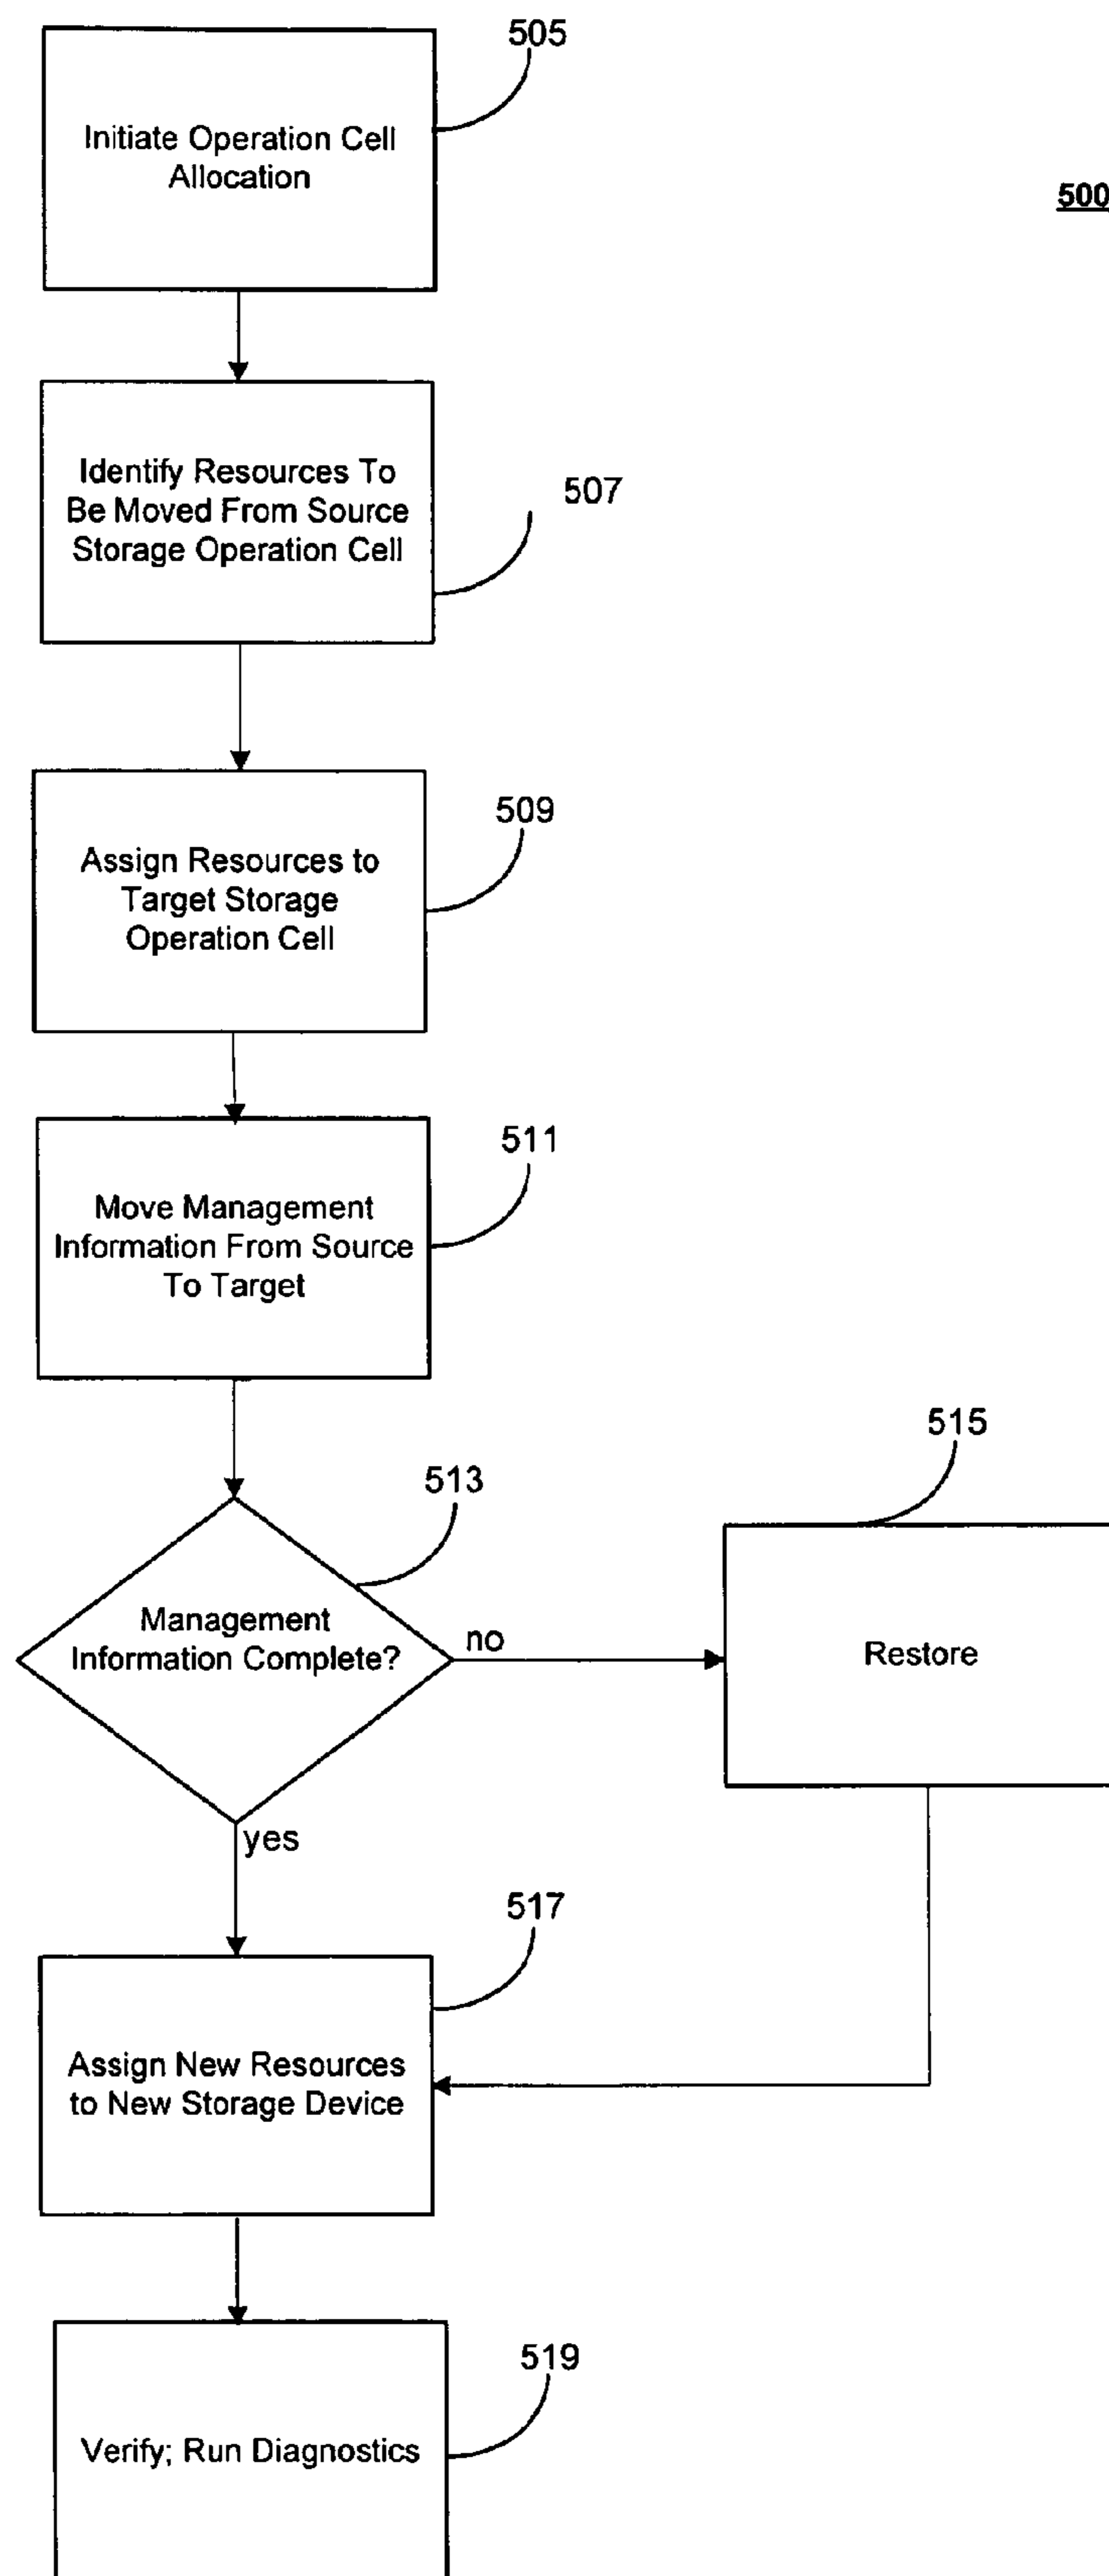 505
Initiate Operation Cell
Allocation
500
Identify Resources To
Be Moved From Source
Storage Operation Cell
507
509
Assign Resources to
Target Storage
Operation Cell
511
Move Management
Information From Source
To Target
515
513
Management
Information Complete?
no
Restore
yes
517
Assign New Resources
to New Storage Device
519
Verify; Run Diagnostics